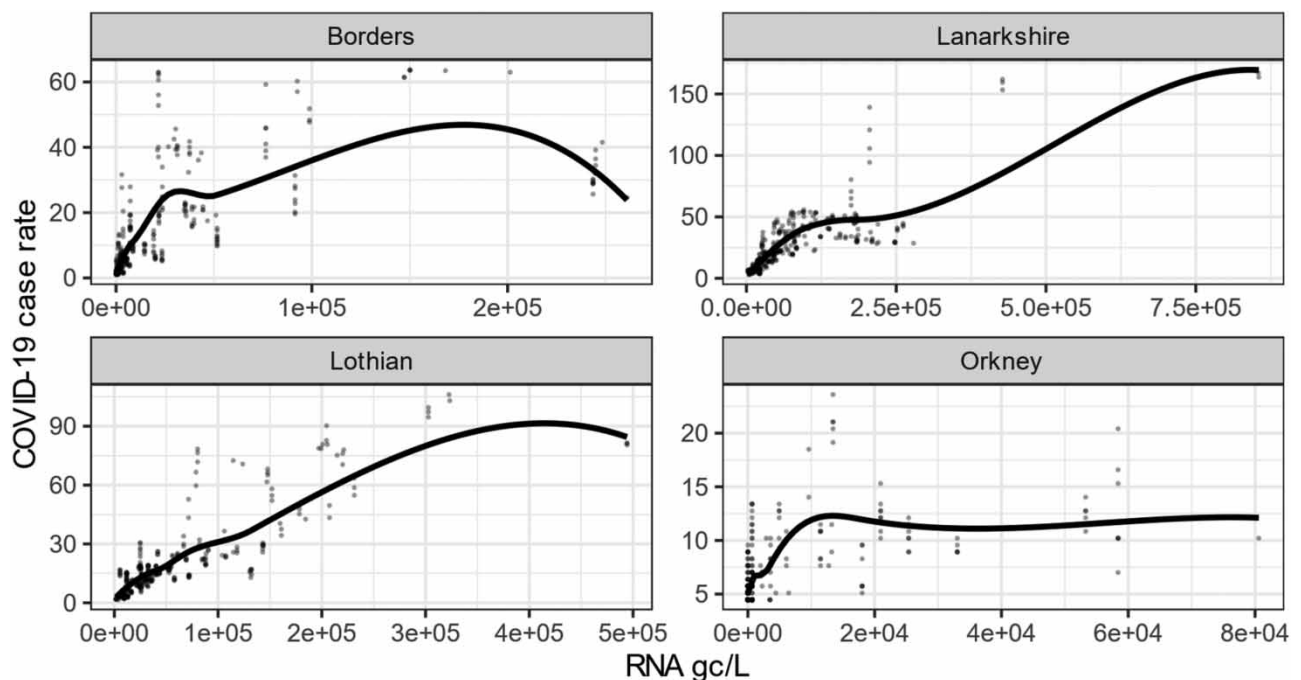 Borders
Lanarkshire
60
40
20
0
150
100
50
0
0e+00 1e+05 2e+05
0.0e+00 2.5e+05 5.0e+05 7.5e+05
COVID-19 case rate
Lothian
Orkney
90
60
30
0
20
15
10
5
0e+00 1e+05 2e+05 3e+05 4e+05 5e+05
0e+00 2e+04 4e+04 6e+04 8e+04
RNA gc/L